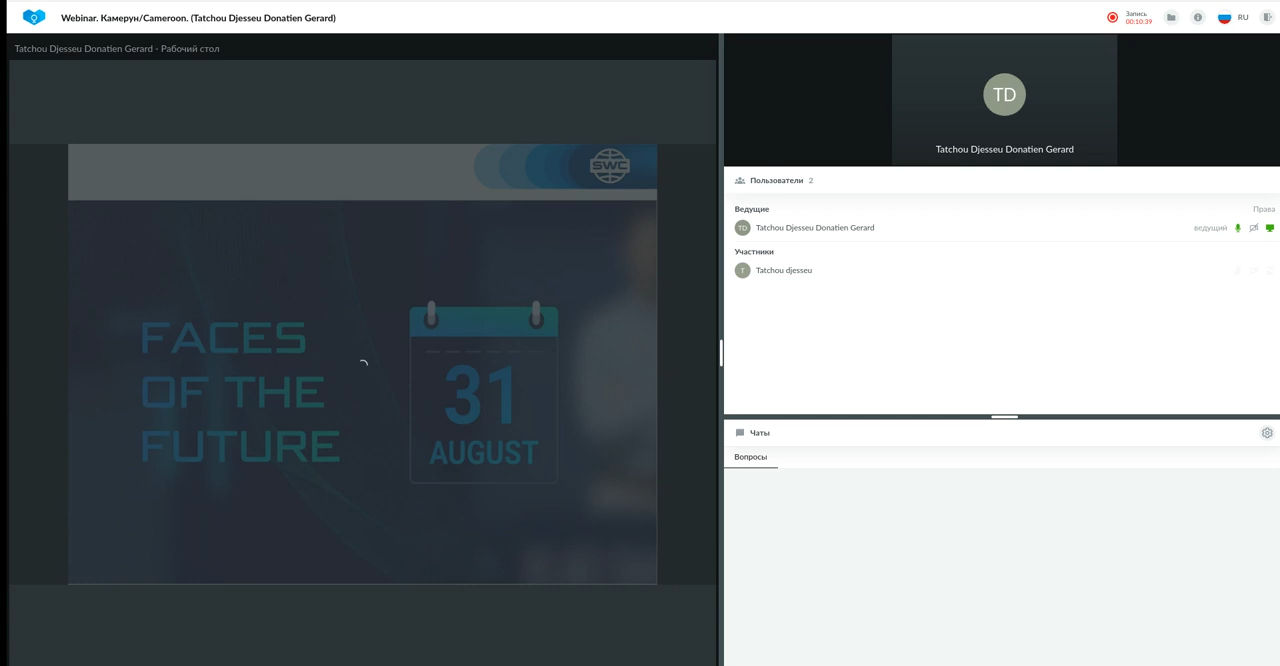 Webinar. Камерун/Cameroon. (Tatchou Djesseu Donatien Gerard)
Запись
00:10:39
RU
Tatchou Djesseu Donatien Gerard - Рабочий стол
SWC
FACES
OF THE
FUTURE
31
AUGUST
TD
Tatchou Djesseu Donatien Gerard
Пользователи 2
Ведущие Права
TD Tatchou Djesseu Donatien Gerard ведущий
Участники
T Tatchou djesseu
Чаты
Вопросы